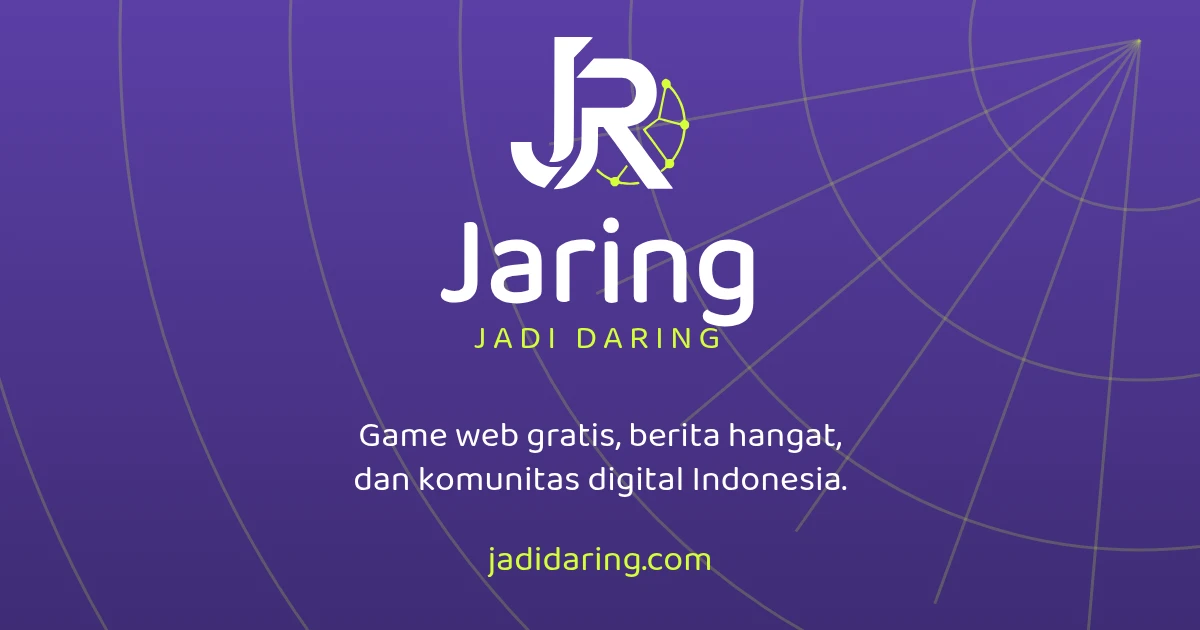 JR
Jaring
JADI DARING
Game web gratis, berita hangat,
dan komunitas digital Indonesia.
jadidaring.com